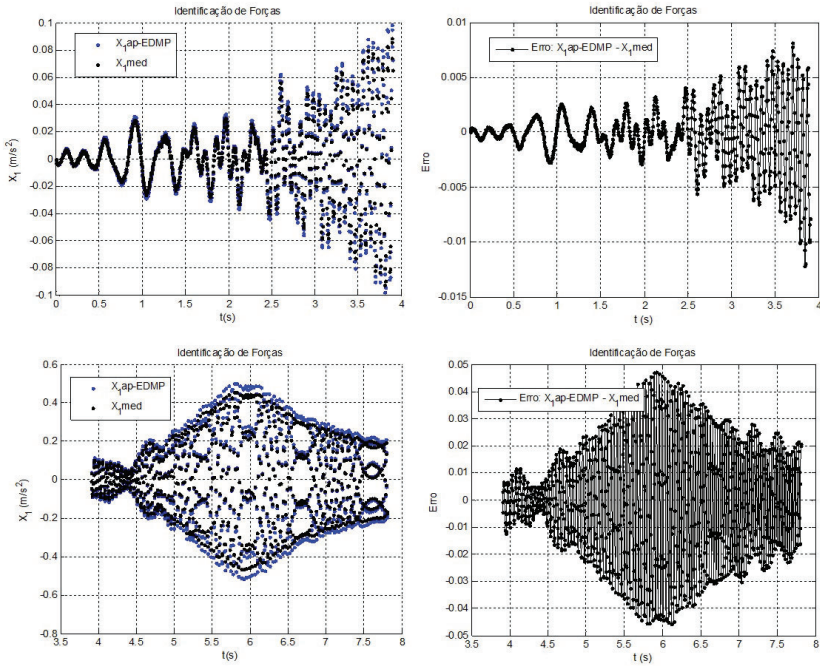 Identificação de Forças
0.1
0.08
0.06
0.04
0.02
0
-0.02
-0.04
-0.06
-0.08
-0.1
X₁ap-EDMP
X₁med
X₁ (m/s²)
0 0.5 1 1.5 2 2.5 3 3.5 4
t(s)
Identificação de Forças
0.01
0.005
0
-0.005
-0.01
-0.015
Erro: X₁ap-EDMP - X₁med
Erro
0 0.5 1 1.5 2 2.5 3 3.5 4
t (s)
Identificação de Forças
0.6
0.4
0.2
0
-0.2
-0.4
-0.6
-0.8
X₁ap-EDMP
X₁med
X₁ (m/s²)
3.5 4 4.5 5 5.5 6 6.5 7 7.5 8
t(s)
Identificação de Forças
0.05
0.04
0.03
0.02
0.01
0
-0.01
-0.02
-0.03
-0.04
-0.05
Erro: X₁ap-EDMP - X₁med
Erro
3.5 4 4.5 5 5.5 6 6.5 7 7.5 8
t (s)